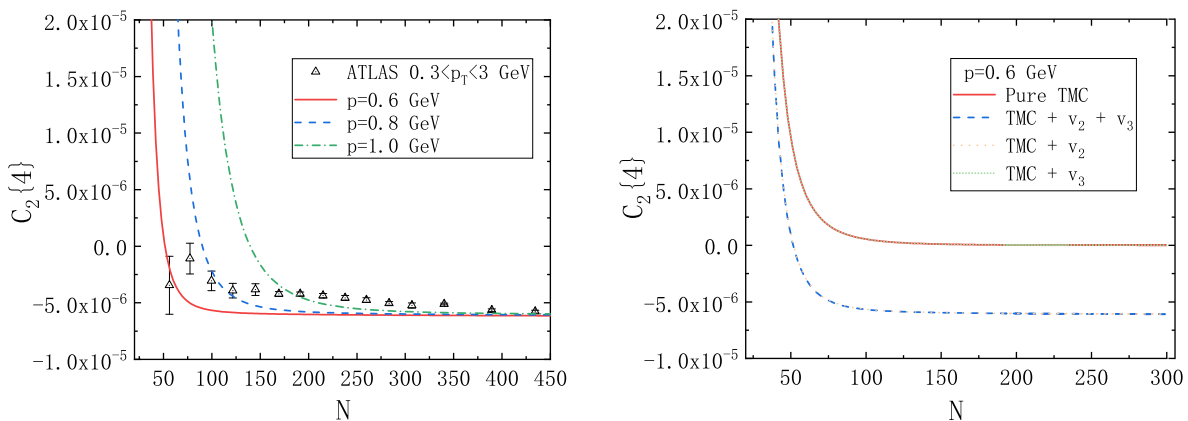 2.0x10⁻⁵
1.5x10⁻⁵
1.0x10⁻⁵
5.0x10⁻⁶
0.0
−5.0x10⁻⁶
−1.0x10⁻⁵
C₂{4}
ATLAS 0.3<p_T<3 GeV
p=0.6 GeV
p=0.8 GeV
p=1.0 GeV
50 100 150 200 250 300 350 400 450
N
2.0x10⁻⁵
1.5x10⁻⁵
1.0x10⁻⁵
5.0x10⁻⁶
0.0
−5.0x10⁻⁶
−1.0x10⁻⁵
C₂{4}
p=0.6 GeV
Pure TMC
TMC + v₂ + v₃
TMC + v₂
TMC + v₃
50 100 150 200 250 300
N